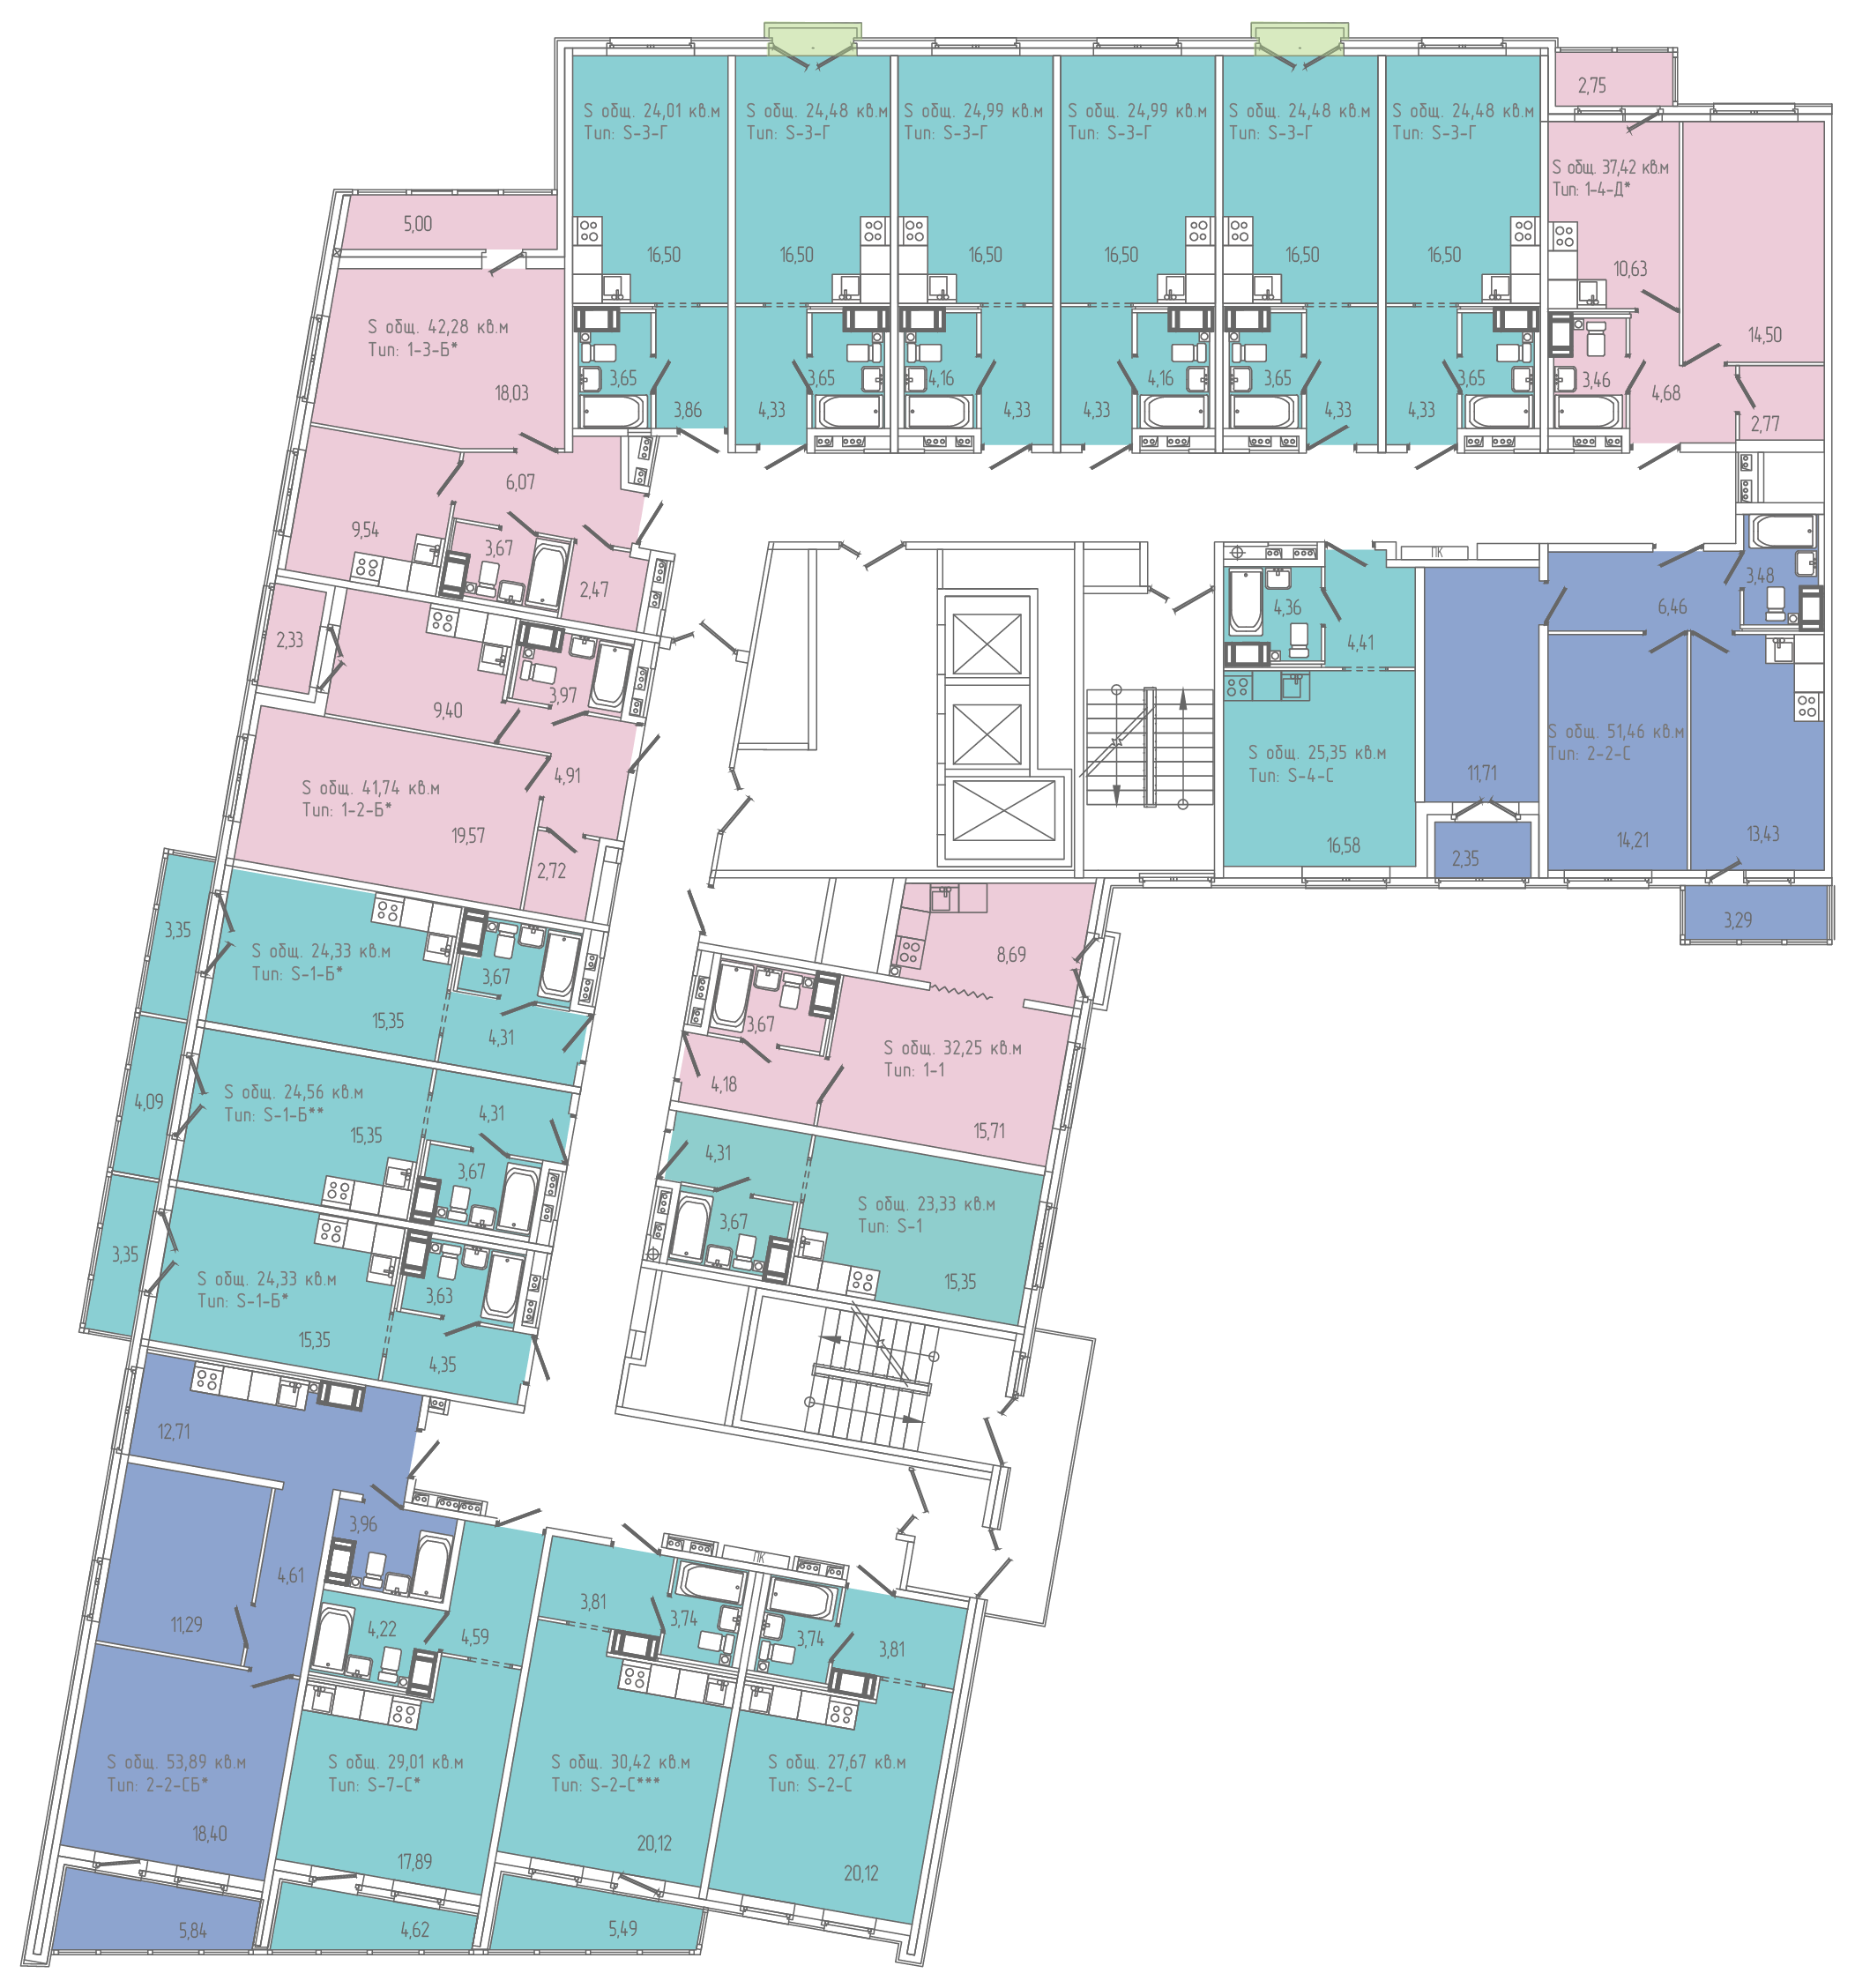 2,75
S общ. 24,01 кв.м
Тип: S-3-Г
S общ. 24,48 кв.м
Тип: S-3-Г
S общ. 24,99 кв.м
Тип: S-3-Г
S общ. 24,99 кв.м
Тип: S-3-Г
S общ. 24,48 кв.м
Тип: S-3-Г
S общ. 24,48 кв.м
Тип: S-3-Г
S общ. 37,42 кв.м
Тип: 1-4-Д*
5,00
16,50
16,50
16,50
16,50
16,50
16,50
10,63
14,50
S общ. 42,28 кв.м
Тип: 1-3-Б*
18,03
3,65
3,65
4,16
4,16
3,65
3,65
3,46
4,68
3,86
4,33
4,33
4,33
4,33
4,33
2,77
6,07
9,54
3,67
2,47
ПК
4,36
4,41
6,46
3,48
2,33
9,40
3,97
4,91
S общ. 41,74 кв.м
Тип: 1-2-Б*
19,57
2,72
S общ. 25,35 кв.м
Тип: S-4-С
16,58
11,71
2,35
S общ. 51,46 кв.м
Тип: 2-2-С
14,21
13,43
3,29
3,35
S общ. 24,33 кв.м
Тип: S-1-Б*
3,67
15,35
4,31
8,69
3,67
S общ. 32,25 кв.м
Тип: 1-1
4,18
15,71
4,09
S общ. 24,56 кв.м
Тип: S-1-Б**
15,35
4,31
3,67
4,31
3,67
S общ. 23,33 кв.м
Тип: S-1
15,35
3,35
S общ. 24,33 кв.м
Тип: S-1-Б*
3,63
15,35
4,35
12,71
3,96
4,61
11,29
4,22
4,59
ПК
3,81
3,74
3,74
3,81
S общ. 53,89 кв.м
Тип: 2-2-СБ*
18,40
S общ. 29,01 кв.м
Тип: S-7-С*
17,89
S общ. 30,42 кв.м
Тип: S-2-С***
20,12
S общ. 27,67 кв.м
Тип: S-2-С
20,12
5,84
4,62
5,49